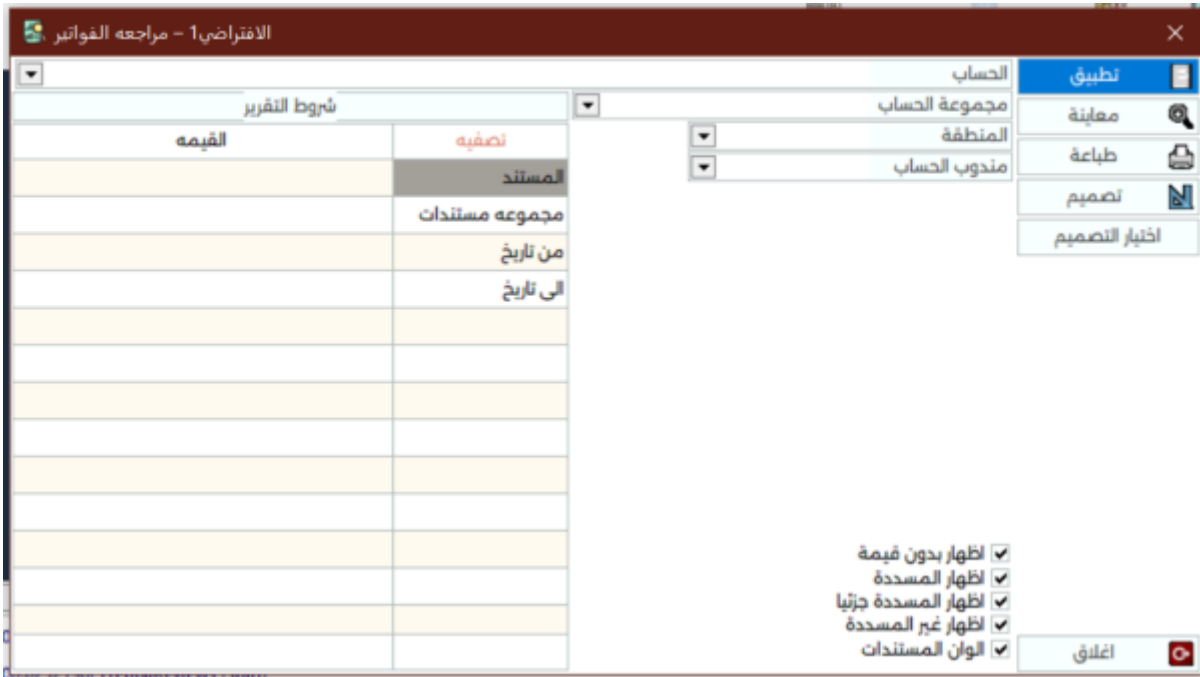 الافتراضي1 – مراجعه الفواتير
تطبيق
معاينة
طباعة
تصميم
اختيار التصميم
الحساب
مجموعة الحساب
المنطقة
مندوب الحساب
شروط التقرير
تصفيه القيمه
المستند
مجموعه مستندات
من تاريخ
الى تاريخ
اظهار بدون قيمة
اظهار المسددة
اظهار المسددة جزئيا
اظهار غير المسددة
الوان المستندات
اغلاق